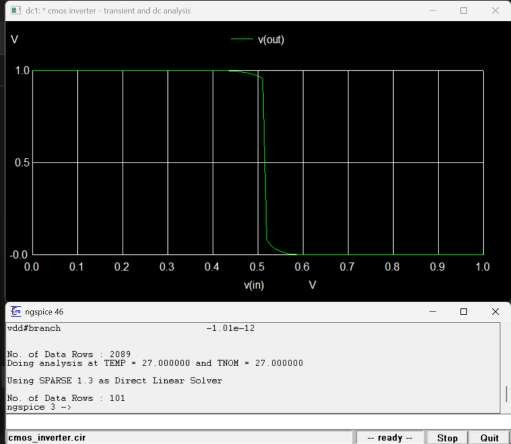 dc1: * cmos inverter - transient and dc analysis
V
v(out)
1.0
0.5
-0.0
0.0 0.1 0.2 0.3 0.4 0.5 0.6 0.7 0.8 0.9 1.0
v(in) V
ngspice 46
vdd#branch -1.01e-12
No. of Data Rows : 2089
Doing analysis at TEMP = 27.000000 and TNOM = 27.000000
Using SPARSE 1.3 as Direct Linear Solver
No. of Data Rows : 101
ngspice 3 ->
cmos_inverter.cir -- ready -- Stop Quit